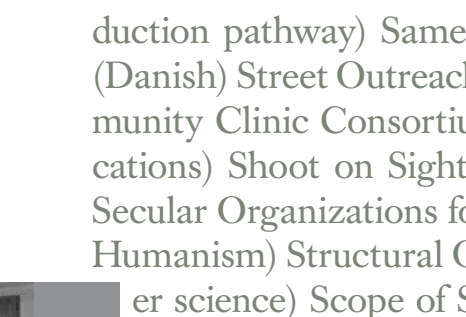 duction pathway) Same
(Danish) Street Outreach
munity Clinic Consortiu
cations) Shoot on Sight
Secular Organizations fo
Humanism) Structural
er science) Scope of